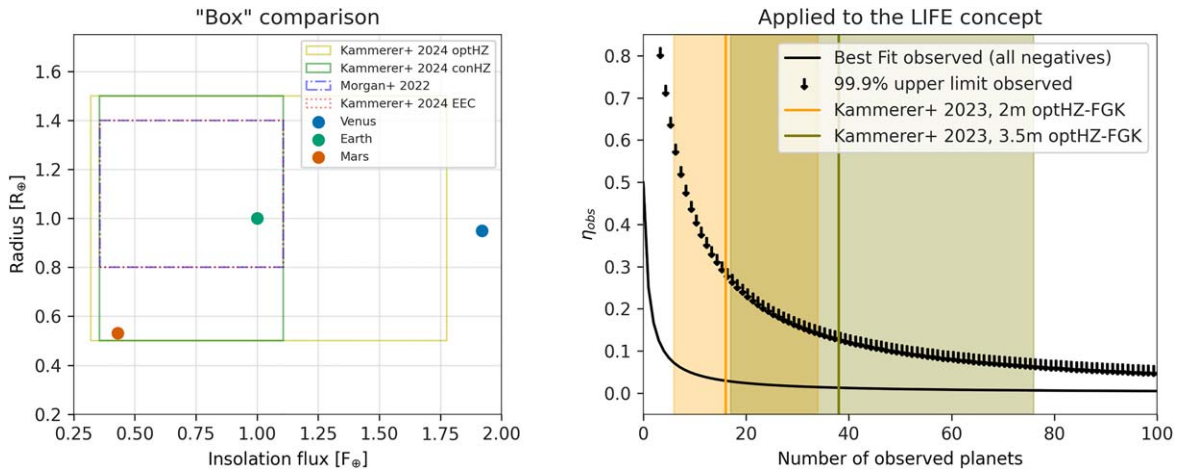 "Box" comparison
Radius [R⊕]
1.6
1.4
1.2
1.0
0.8
0.6
0.4
0.2
Kammerer+ 2024 optHZ
Kammerer+ 2024 conHZ
Morgan+ 2022
Kammerer+ 2024 EEC
Venus
Earth
Mars
0.25 0.50 0.75 1.00 1.25 1.50 1.75 2.00
Insolation flux [F⊕]
Applied to the LIFE concept
ηobs
0.8
0.7
0.6
0.5
0.4
0.3
0.2
0.1
0.0
Best Fit observed (all negatives)
99.9% upper limit observed
Kammerer+ 2023, 2m optHZ-FGK
Kammerer+ 2023, 3.5m optHZ-FGK
0 20 40 60 80 100
Number of observed planets